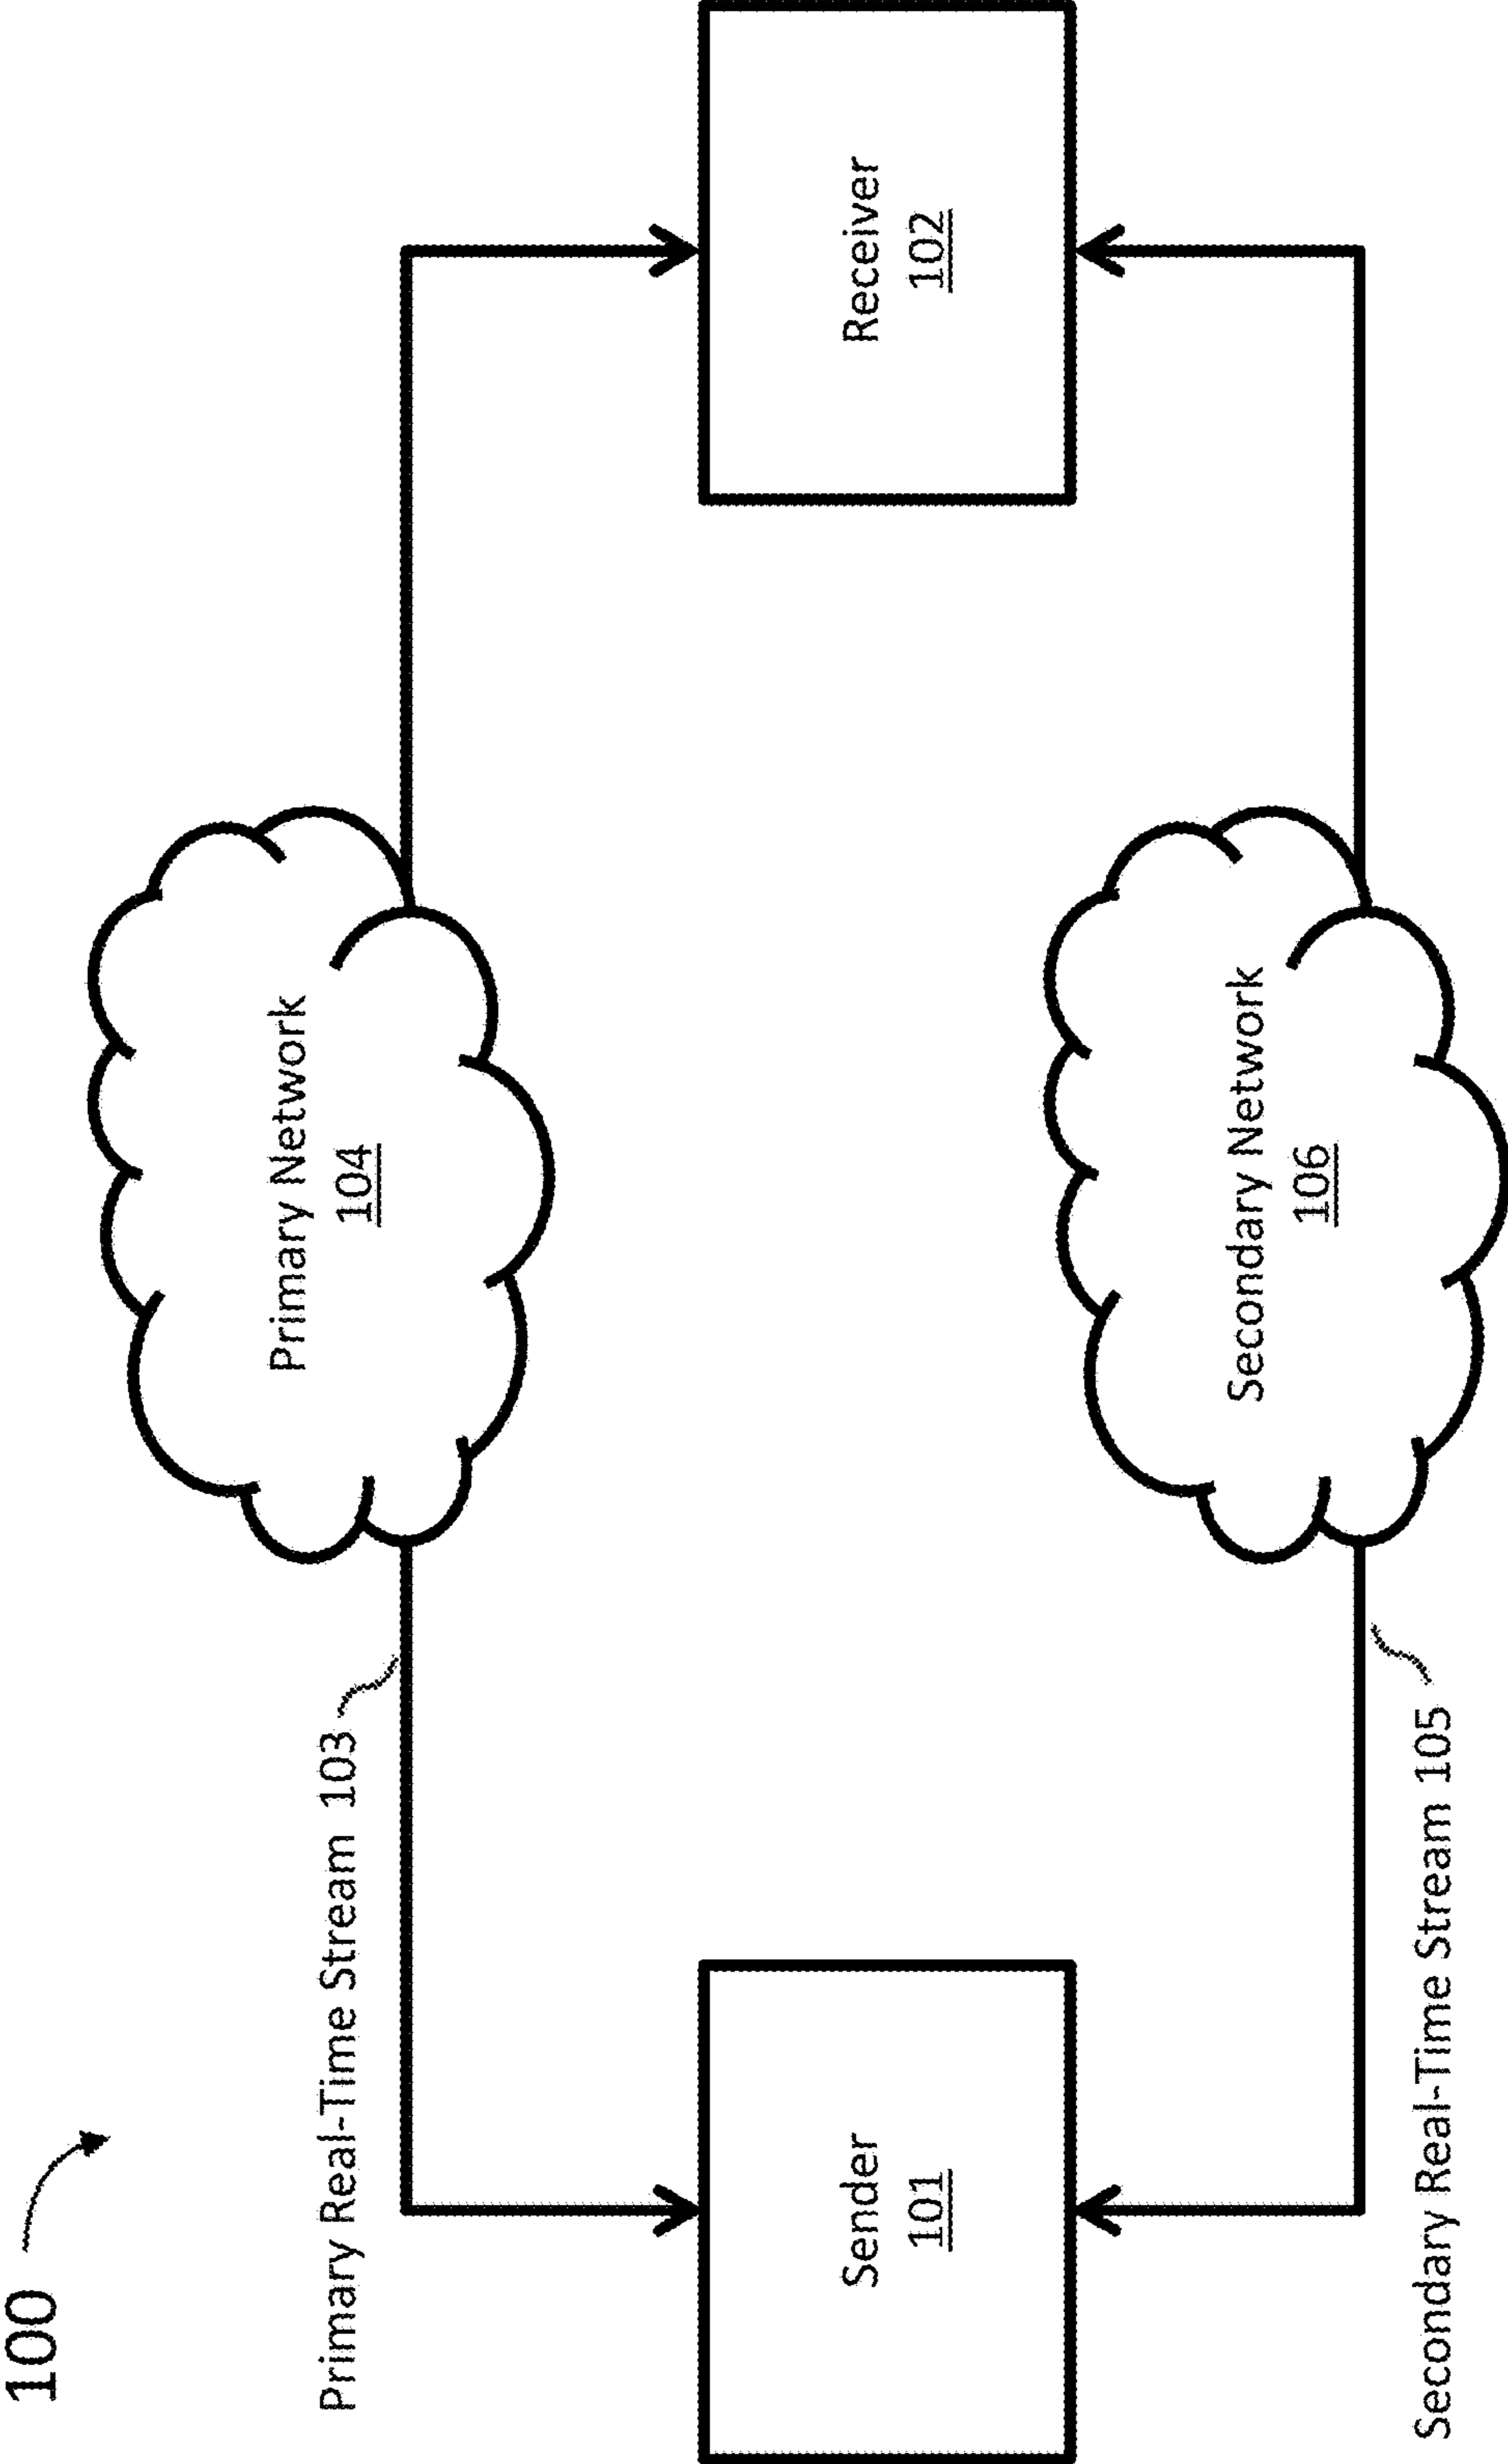 100
Primary Real-Time Stream 103
Primary Network
104
Sender
101
Receiver
102
Secondary Network
106
Secondary Real-Time Stream 105